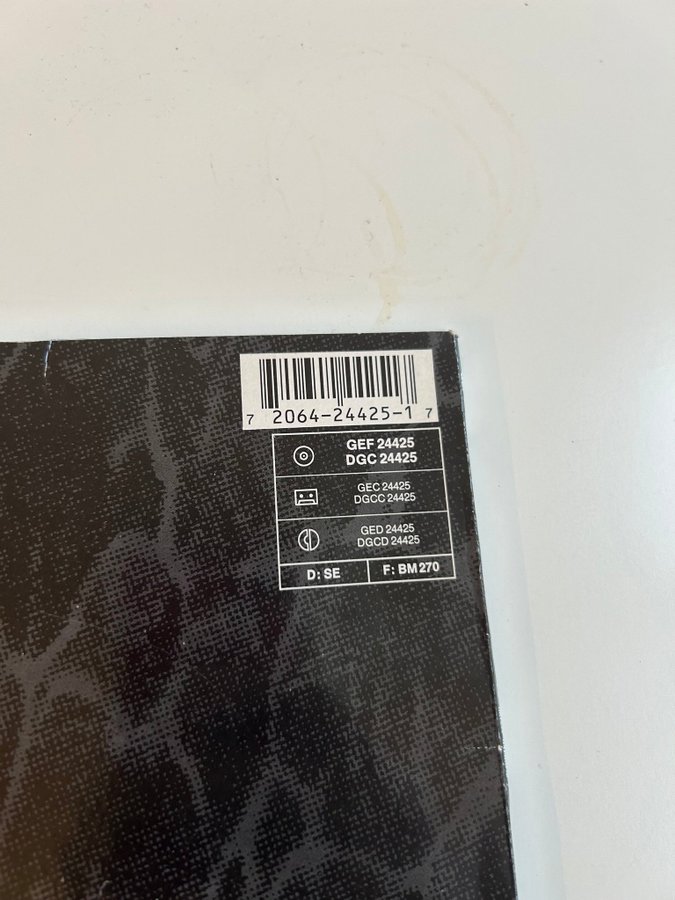 7 2064-24425-1 7
GEF 24425
DGC 24425
GEC 24425
DGCC 24425
GED 24425
DGCD 24425
D: SE F: BM 270